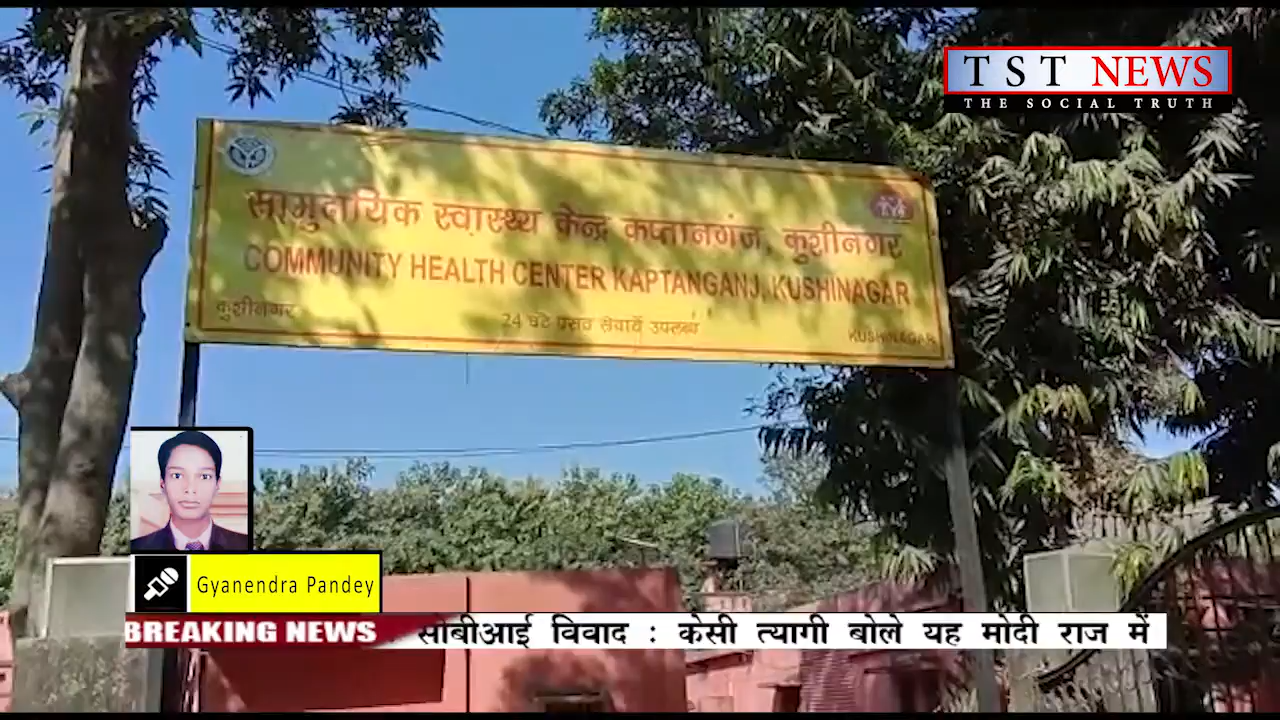 TST NEWS
THE SOCIAL TRUTH
सामुदायिक स्वास्थ्य केन्द्र कप्तानगंज, कुशीनगर
COMMUNITY HEALTH CENTER KAPTANGANJ, KUSHINAGAR
कुशीनगर
24 घंटे प्रसव सेवायें उपलब्ध
KUSHINAGAR
Gyanendra Pandey
BREAKING NEWS
सीबीआई विवाद : केसी त्यागी बोले यह मोदी राज में